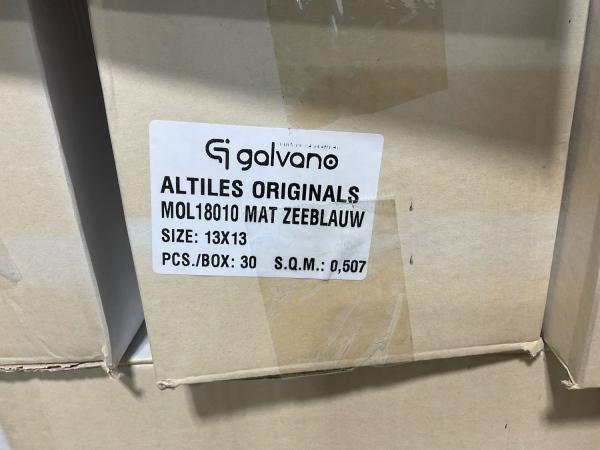 galvano
ALTILES ORIGINALS
MOL18010 MAT ZEEBLAUW
SIZE: 13X13
PCS./BOX: 30 S.Q.M.: 0,507